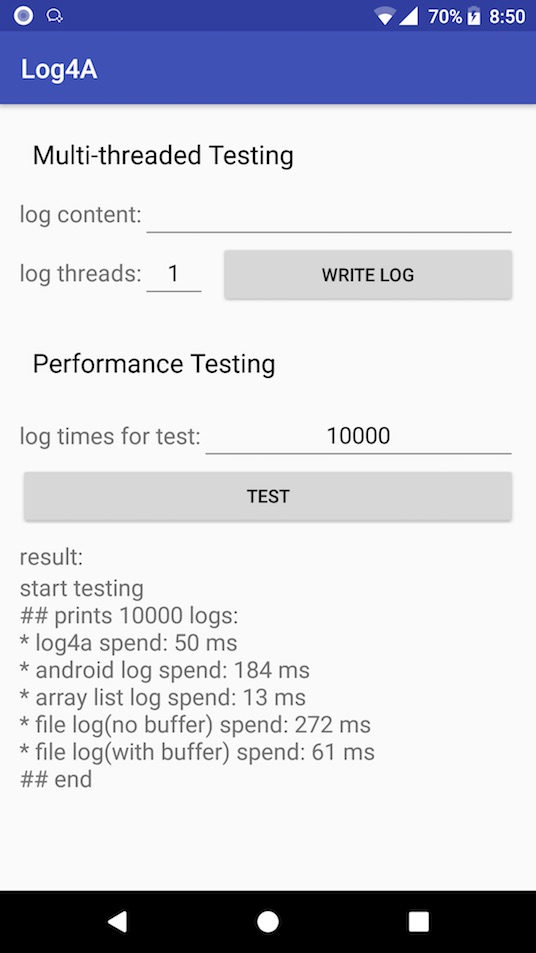 70% 8:50
Log4A
Multi-threaded Testing
log content:
log threads: 1 WRITE LOG
Performance Testing
log times for test: 10000
TEST
result:
start testing
## prints 10000 logs:
* log4a spend: 50 ms
* android log spend: 184 ms
* array list log spend: 13 ms
* file log(no buffer) spend: 272 ms
* file log(with buffer) spend: 61 ms
## end